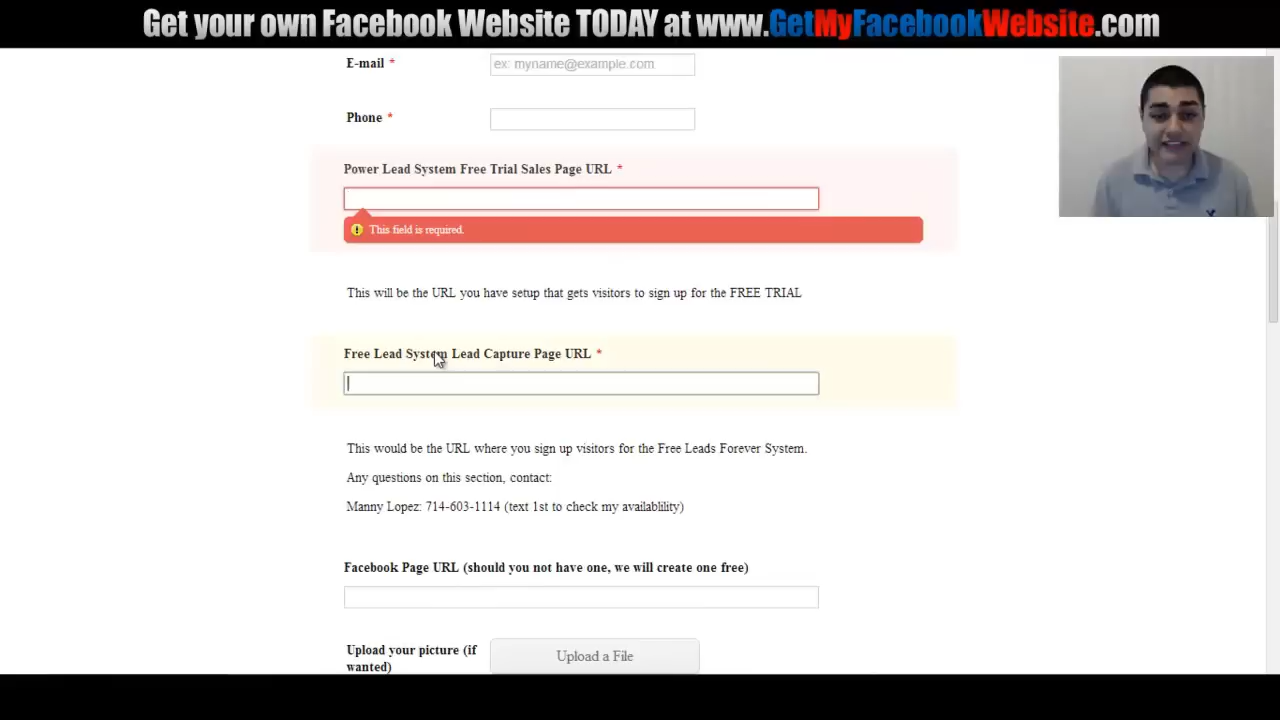 Get your own Facebook Website TODAY at www.GetMyFacebookWebsite.com
E-mail *
ex: myname@example.com
Phone *
Power Lead System Free Trial Sales Page URL *
This field is required.
This will be the URL you have setup that gets visitors to sign up for the FREE TRIAL
Free Lead System Lead Capture Page URL *
This would be the URL where you sign up visitors for the Free Leads Forever System.
Any questions on this section, contact:
Manny Lopez: 714-603-1114 (text 1st to check my availablility)
Facebook Page URL (should you not have one, we will create one free)
Upload your picture (if
wanted)
Upload a File